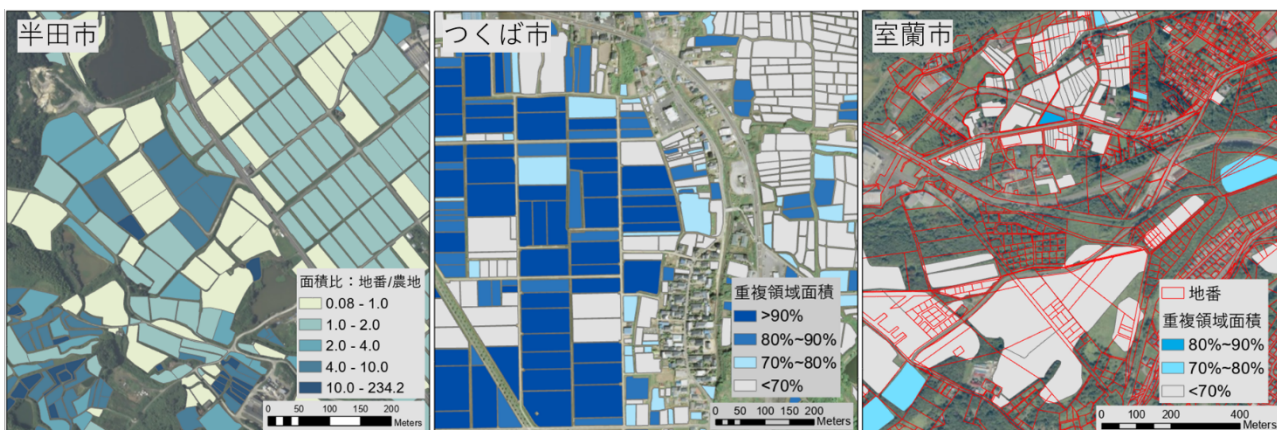 半田市
面積比：地番/農地
0.08 - 1.0
1.0 - 2.0
2.0 - 4.0
4.0 - 10.0
10.0 - 234.2
0 50 100 150 200
Meters
つくば市
重複領域面積
>90%
80%~90%
70%~80%
<70%
0 50 100 150 200
Meters
室蘭市
地番
重複領域面積
80%~90%
70%~80%
<70%
0 100 200 400
Meters